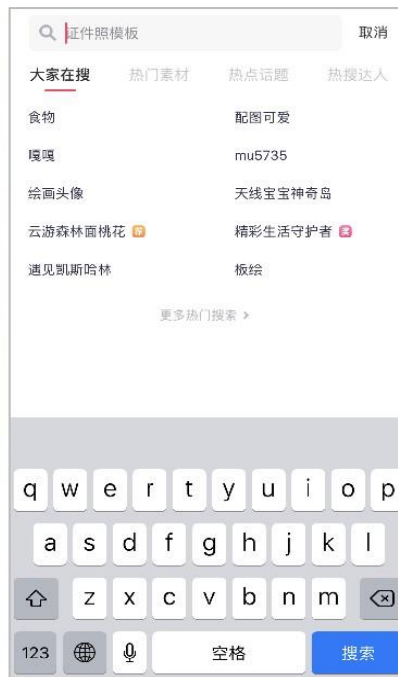 证件照模板 取消
大家在搜 热门素材 热点话题 热搜达人
食物 配图可爱
嘎嘎 mu5735
绘画头像 天线宝宝神奇岛
云游森林面桃花 荐 精彩生活守护者 奖
遇见凯斯哈林 板绘
更多热门搜索 >
q w e r t y u i o p
a s d f g h j k l
z x c v b n m
123 空格 搜索